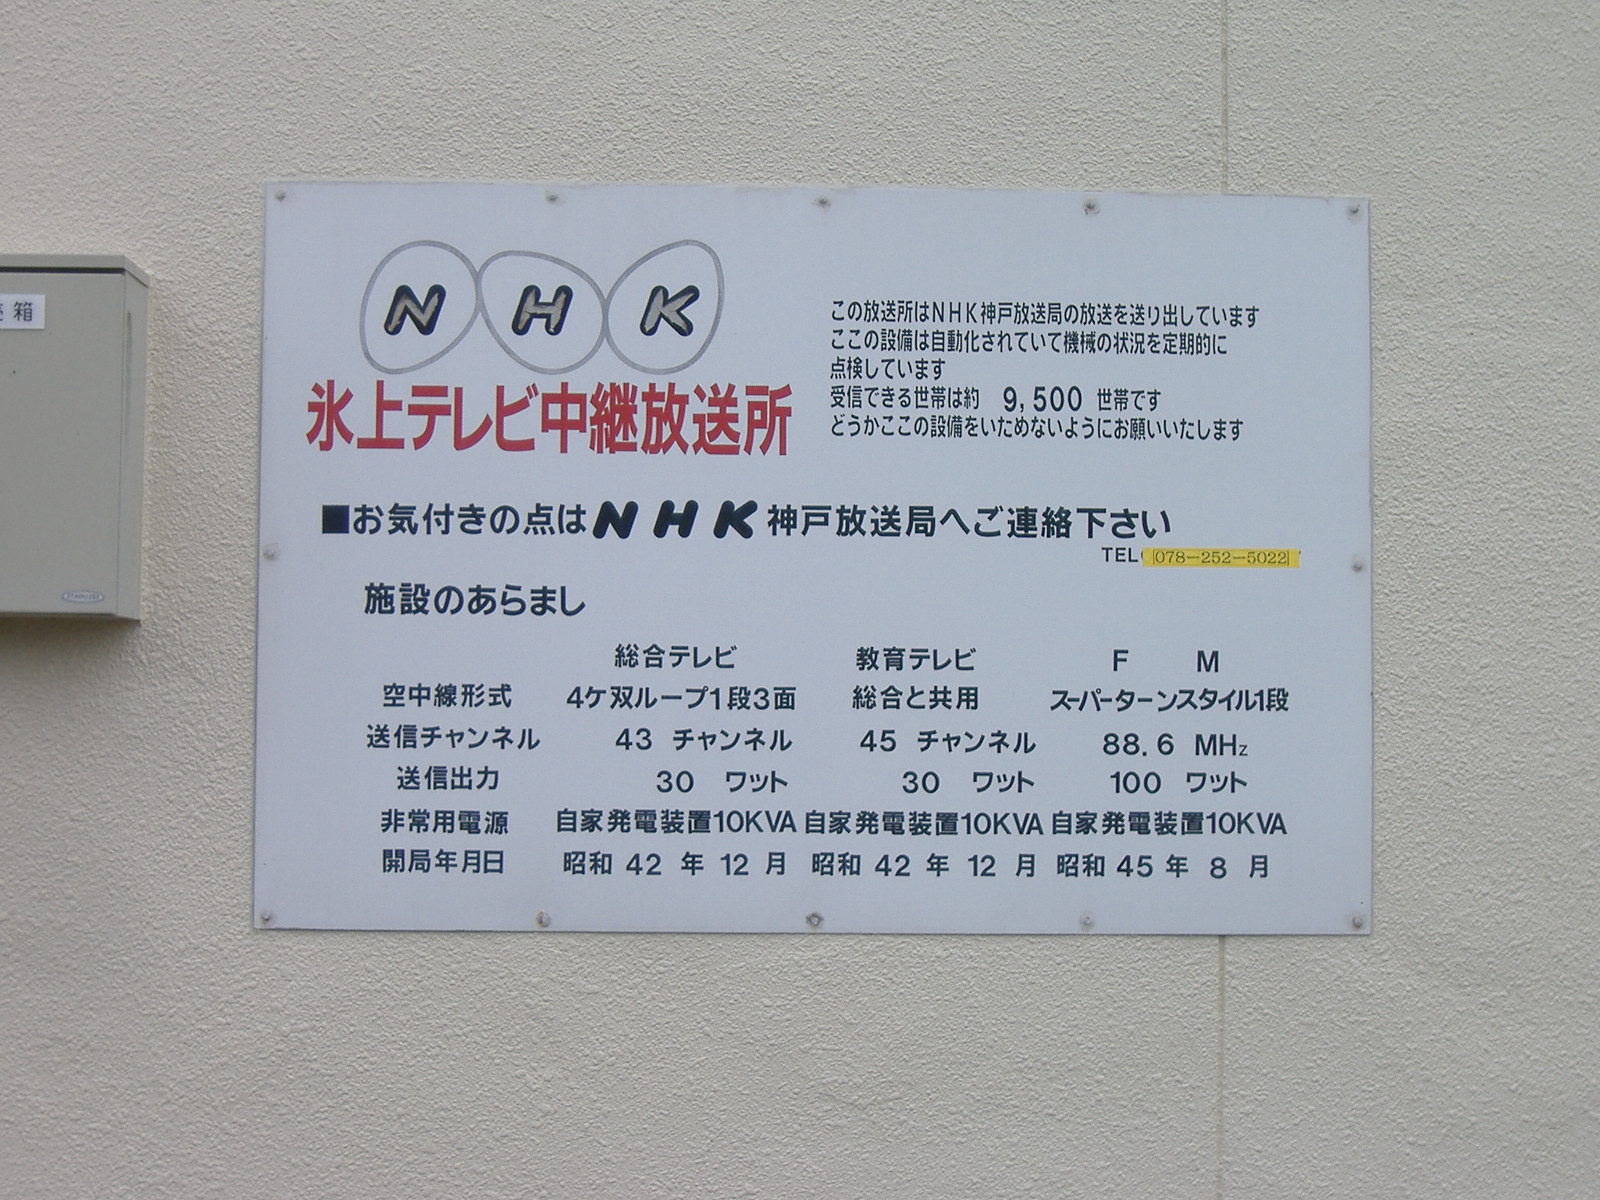 箱
NHK
氷上テレビ中継放送所
この放送所はNHK神戸放送局の放送を送り出しています
ここの設備は自動化されていて機械の状況を定期的に
点検しています
受信できる世帯は約 9,500 世帯です
どうかここの設備をいためないようにお願いいたします
■お気付きの点はNHK神戸放送局へご連絡下さい
TEL 078-252-5022
施設のあらまし
総合テレビ 教育テレビ F M
空中線形式 4ケ双ループ1段3面 総合と共用 スーパーターンスタイル1段
送信チャンネル 43 チャンネル 45 チャンネル 88.6 MHz
送信出力 30 ワット 30 ワット 100 ワット
非常用電源 自家発電装置10KVA 自家発電装置10KVA 自家発電装置10KVA
開局年月日 昭和 42 年 12 月 昭和 42 年 12 月 昭和 45 年 8 月